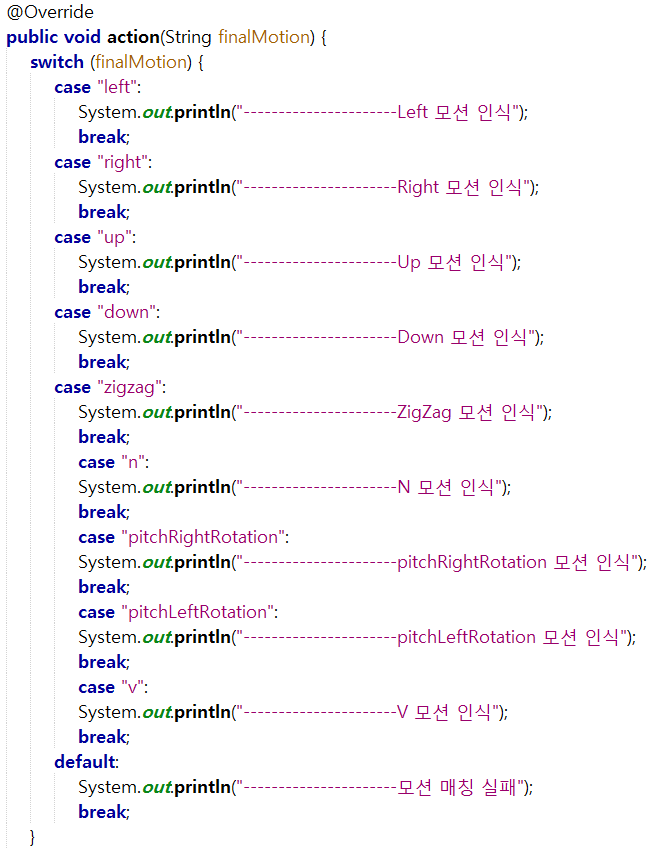 @Override
public void action(String finalMotion) {
switch (finalMotion) {
case "left":
System.out.println("----------------------Left 모션 인식");
break;
case "right":
System.out.println("----------------------Right 모션 인식");
break;
case "up":
System.out.println("----------------------Up 모션 인식");
break;
case "down":
System.out.println("----------------------Down 모션 인식");
break;
case "zigzag":
System.out.println("----------------------ZigZag 모션 인식");
break;
case "n":
System.out.println("----------------------N 모션 인식");
break;
case "pitchRightRotation":
System.out.println("----------------------pitchRightRotation 모션 인식");
break;
case "pitchLeftRotation":
System.out.println("----------------------pitchLeftRotation 모션 인식");
break;
case "v":
System.out.println("----------------------V 모션 인식");
break;
default:
System.out.println("----------------------모션 매칭 실패");
break;
}